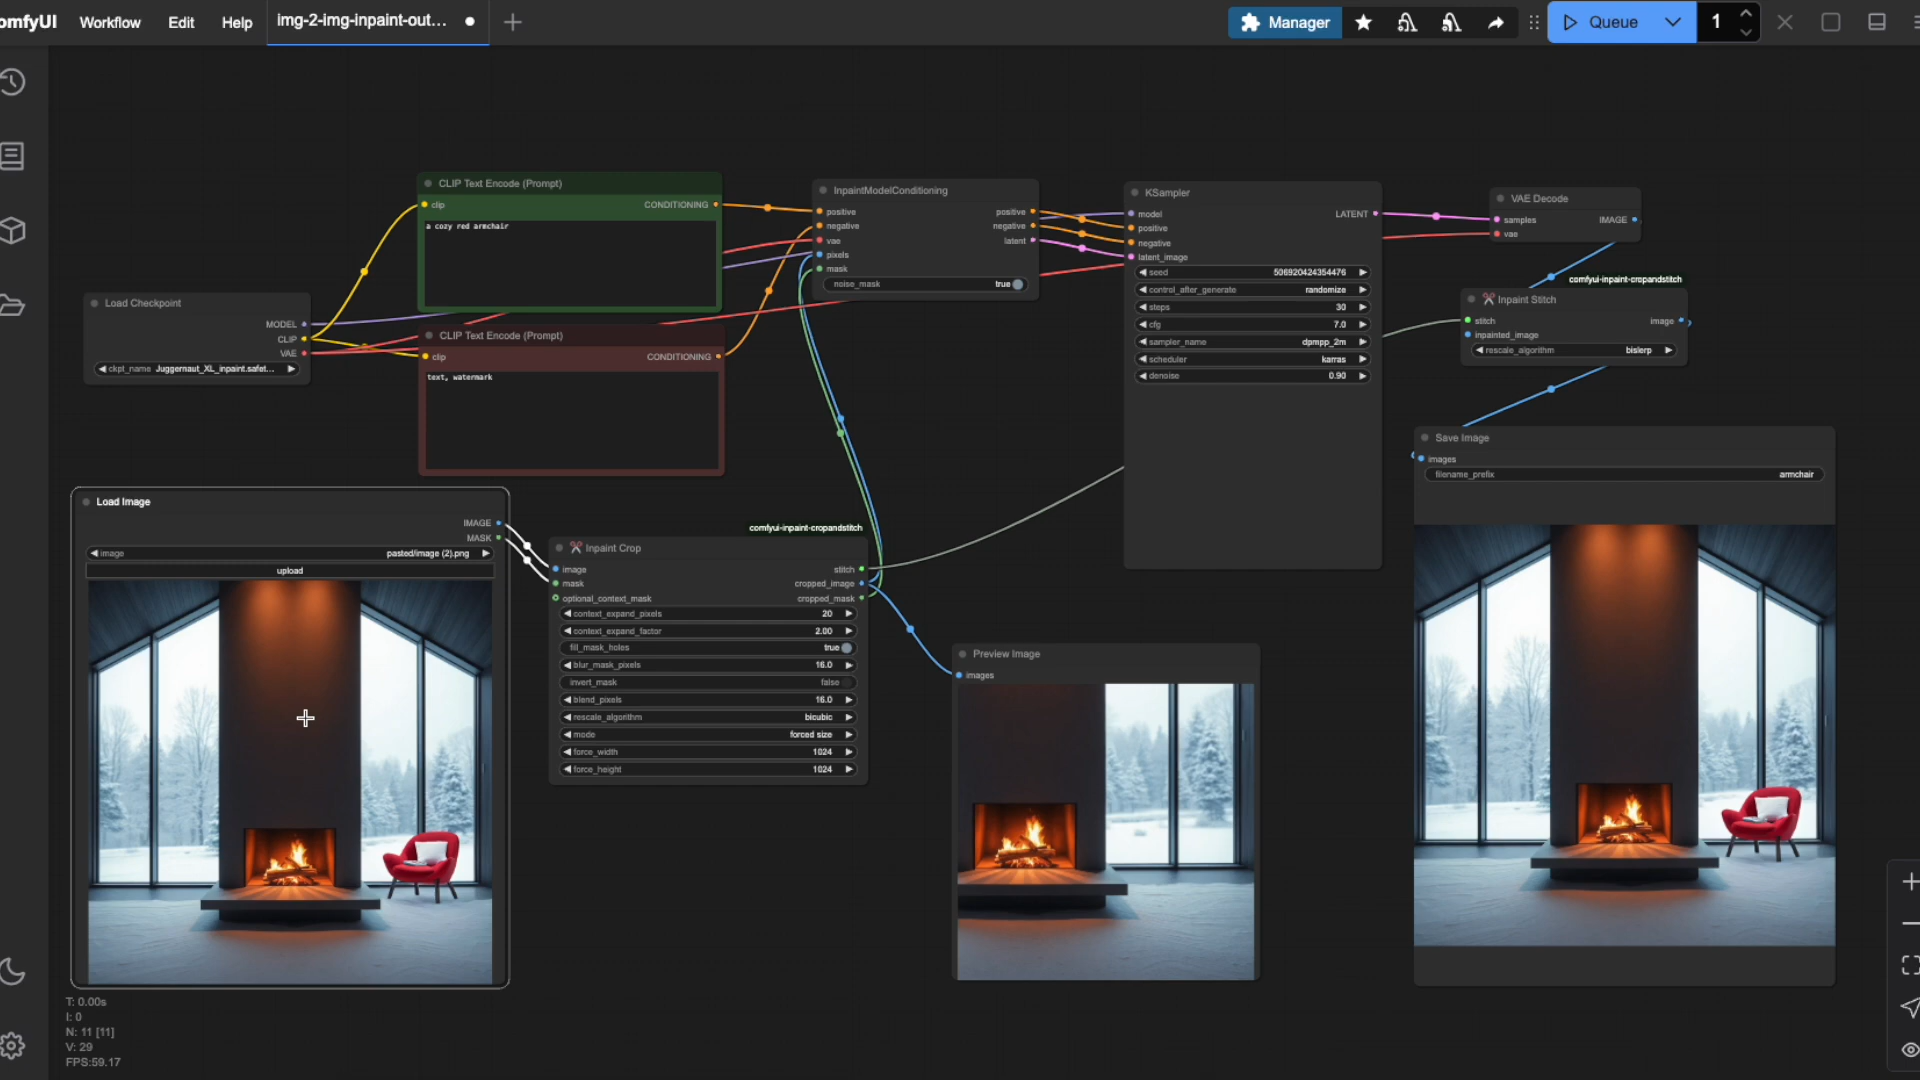 omfyUI Workflow Edit Help img-2-img-inpaint-out... Manager Queue 1
CLIP Text Encode (Prompt)
clip CONDITIONING
a cozy red armchair
InpaintModelConditioning
positive positive
negative negative
vae latent
pixels
mask
noise_mask true
KSampler
model LATENT
positive
negative
latent_image
seed 506920424354476
control_after_generate randomize
steps 30
cfg 7.0
sampler_name dpmpp_2m
scheduler karras
denoise 0.90
VAE Decode
samples IMAGE
vae
comfyui-inpaint-cropandstitch
Inpaint Stitch
stitch image
inpainted_image
rescale_algorithm bislerp
Load Checkpoint
MODEL
CLIP
VAE
ckpt_name Juggernaut_XL_inpaint.safet...
CLIP Text Encode (Prompt)
clip CONDITIONING
text, watermark
Save Image
images
filename_prefix armchair
Load Image
IMAGE
MASK
image pasted/image (2).png
upload
comfyui-inpaint-cropandstitch
Inpaint Crop
image stitch
mask cropped_image
optional_context_mask cropped_mask
context_expand_pixels 20
context_expand_factor 2.00
fill_mask_holes true
blur_mask_pixels 16.0
invert_mask false
blend_pixels 16.0
rescale_algorithm bicubic
mode forced size
force_width 1024
force_height 1024
Preview Image
images
T: 0.00s
I: 0
N: 11 [11]
V: 29
FPS:59.17